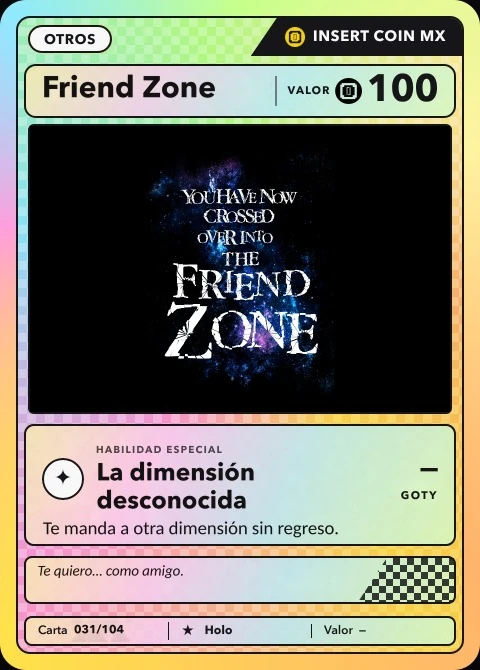 OTROS
INSERT COIN MX
Friend Zone
VALOR 100
YOU HAVE NOW
CROSSED
OVER INTO
THE
FRIEND
ZONE
HABILIDAD ESPECIAL
La dimensión
desconocida
—
GOTY
Te manda a otra dimensión sin regreso.
Te quiero... como amigo.
Carta 031/104 ★ Holo Valor —